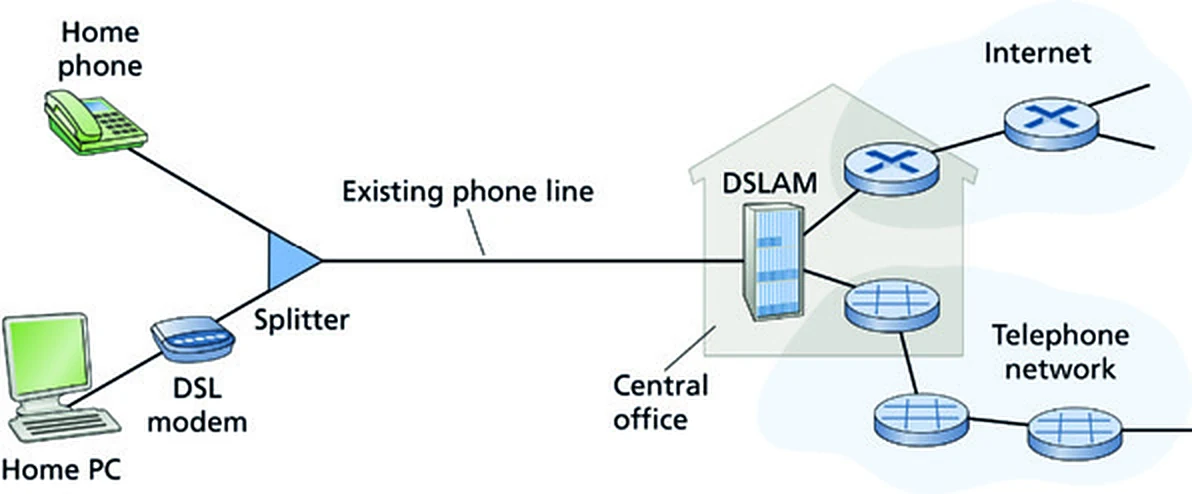 Home
phone
Internet
Existing phone line
DSLAM
Splitter
Telephone
network
DSL
modem
Central
office
Home PC